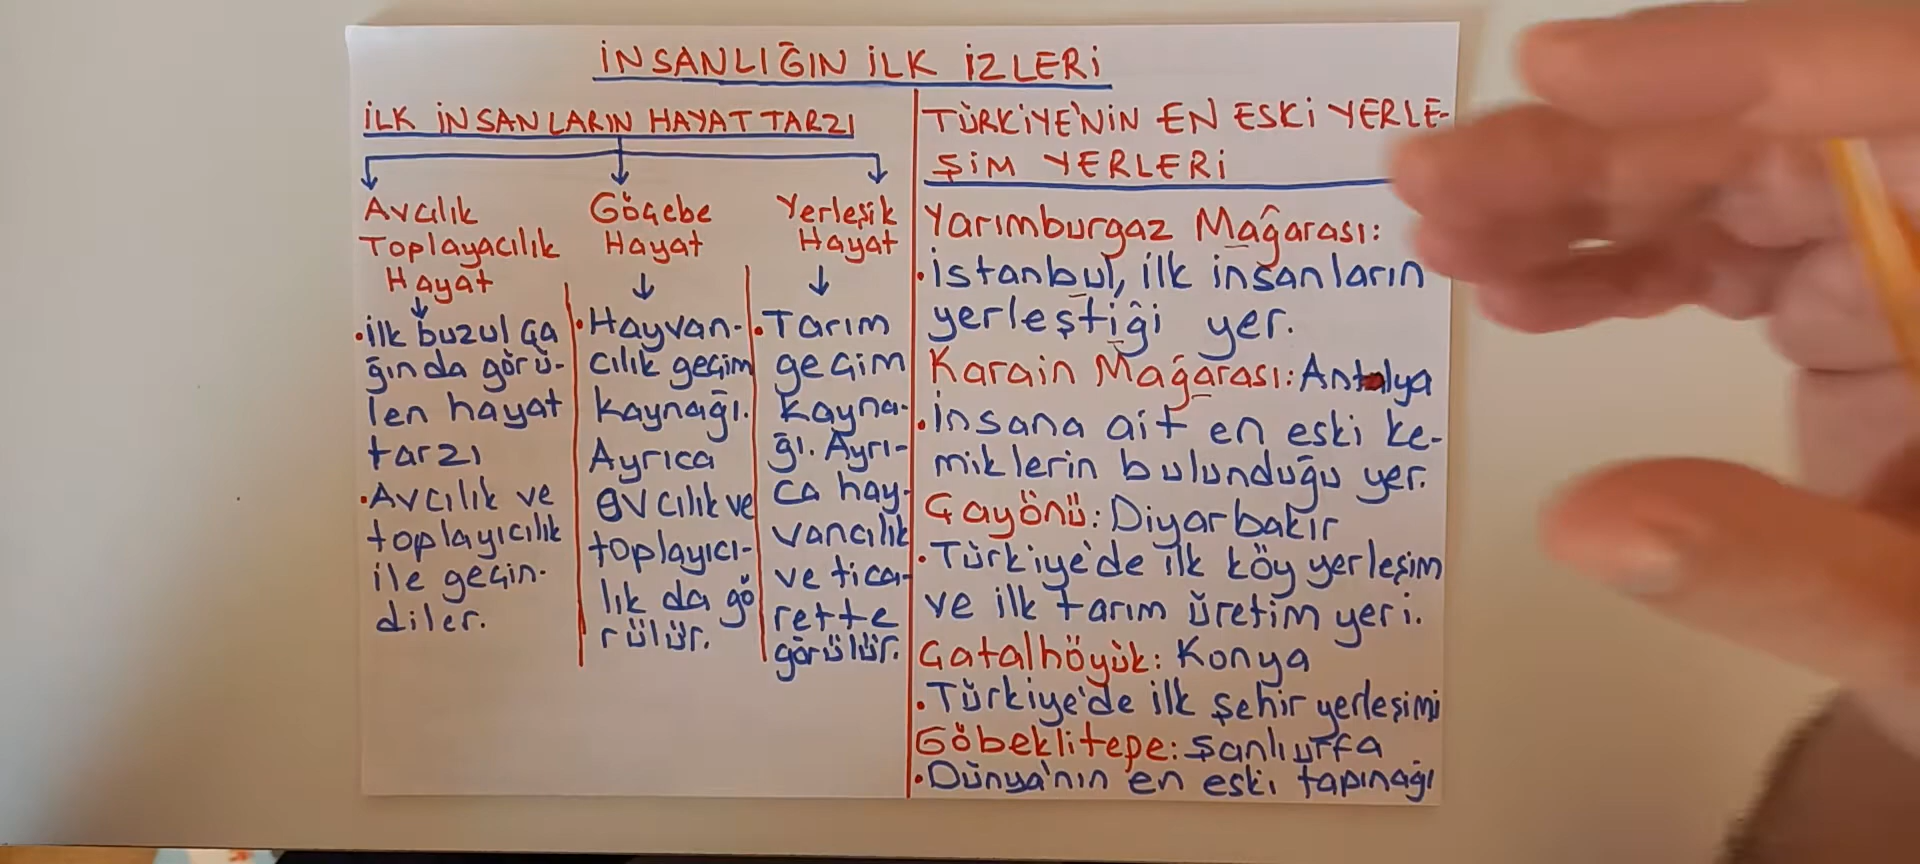 İNSANLIĞIN İLK İZLERİ
İLK İNSANLARIN HAYAT TARZI
Avcılık
Toplayacılık
Hayat
•İlk buzul ça
ğında görü-
len hayat
tarzı
•Avcılık ve
toplayıcılık
ile geçin-
diler.
Göçebe
Hayat
•Hayvan-
cılık geçim
kaynağı.
Ayrıca
avcılık ve
toplayıcı-
lık da gö
rülür.
Yerleşik
Hayat
•Tarım
geçim
kayna-
ğı. Ayrı-
ca hay-
vancılık
ve tica-
rette
görülür.
TÜRKİYE'NİN EN ESKİ YERLE-
ŞİM YERLERİ
Yarımburgaz Mağarası:
•İstanbul, ilk insanların
yerleştiği yer.
Karain Mağarası: Antalya
•İnsana ait en eski ke-
miklerin bulunduğu yer.
Çayönü: Diyarbakır
•Türkiye'de ilk köy yerleşim
ve ilk tarım üretim yeri.
Çatalhöyük: Konya
•Türkiye'de ilk şehir yerleşimi
Göbeklitepe: Şanlıurfa
•Dünya'nın en eski tapınağı